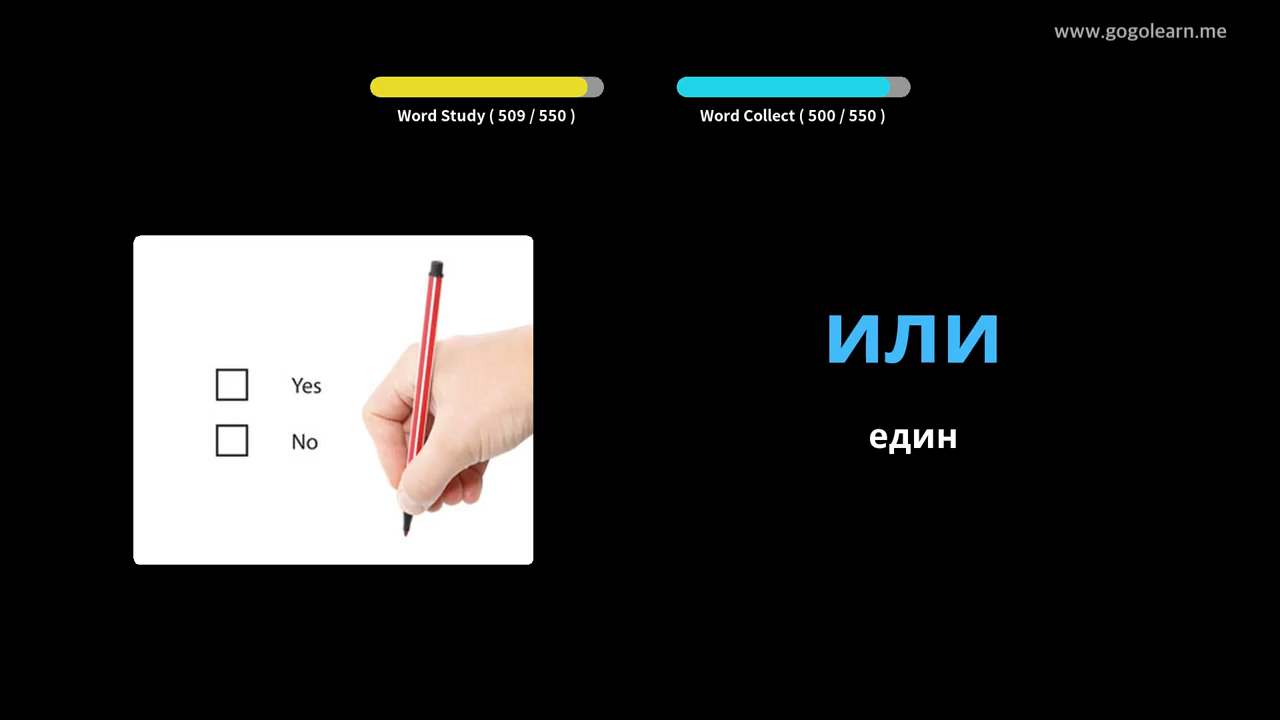 www.gogolearn.me
Word Study ( 509 / 550 )
Word Collect ( 500 / 550 )
Yes
No
или
един